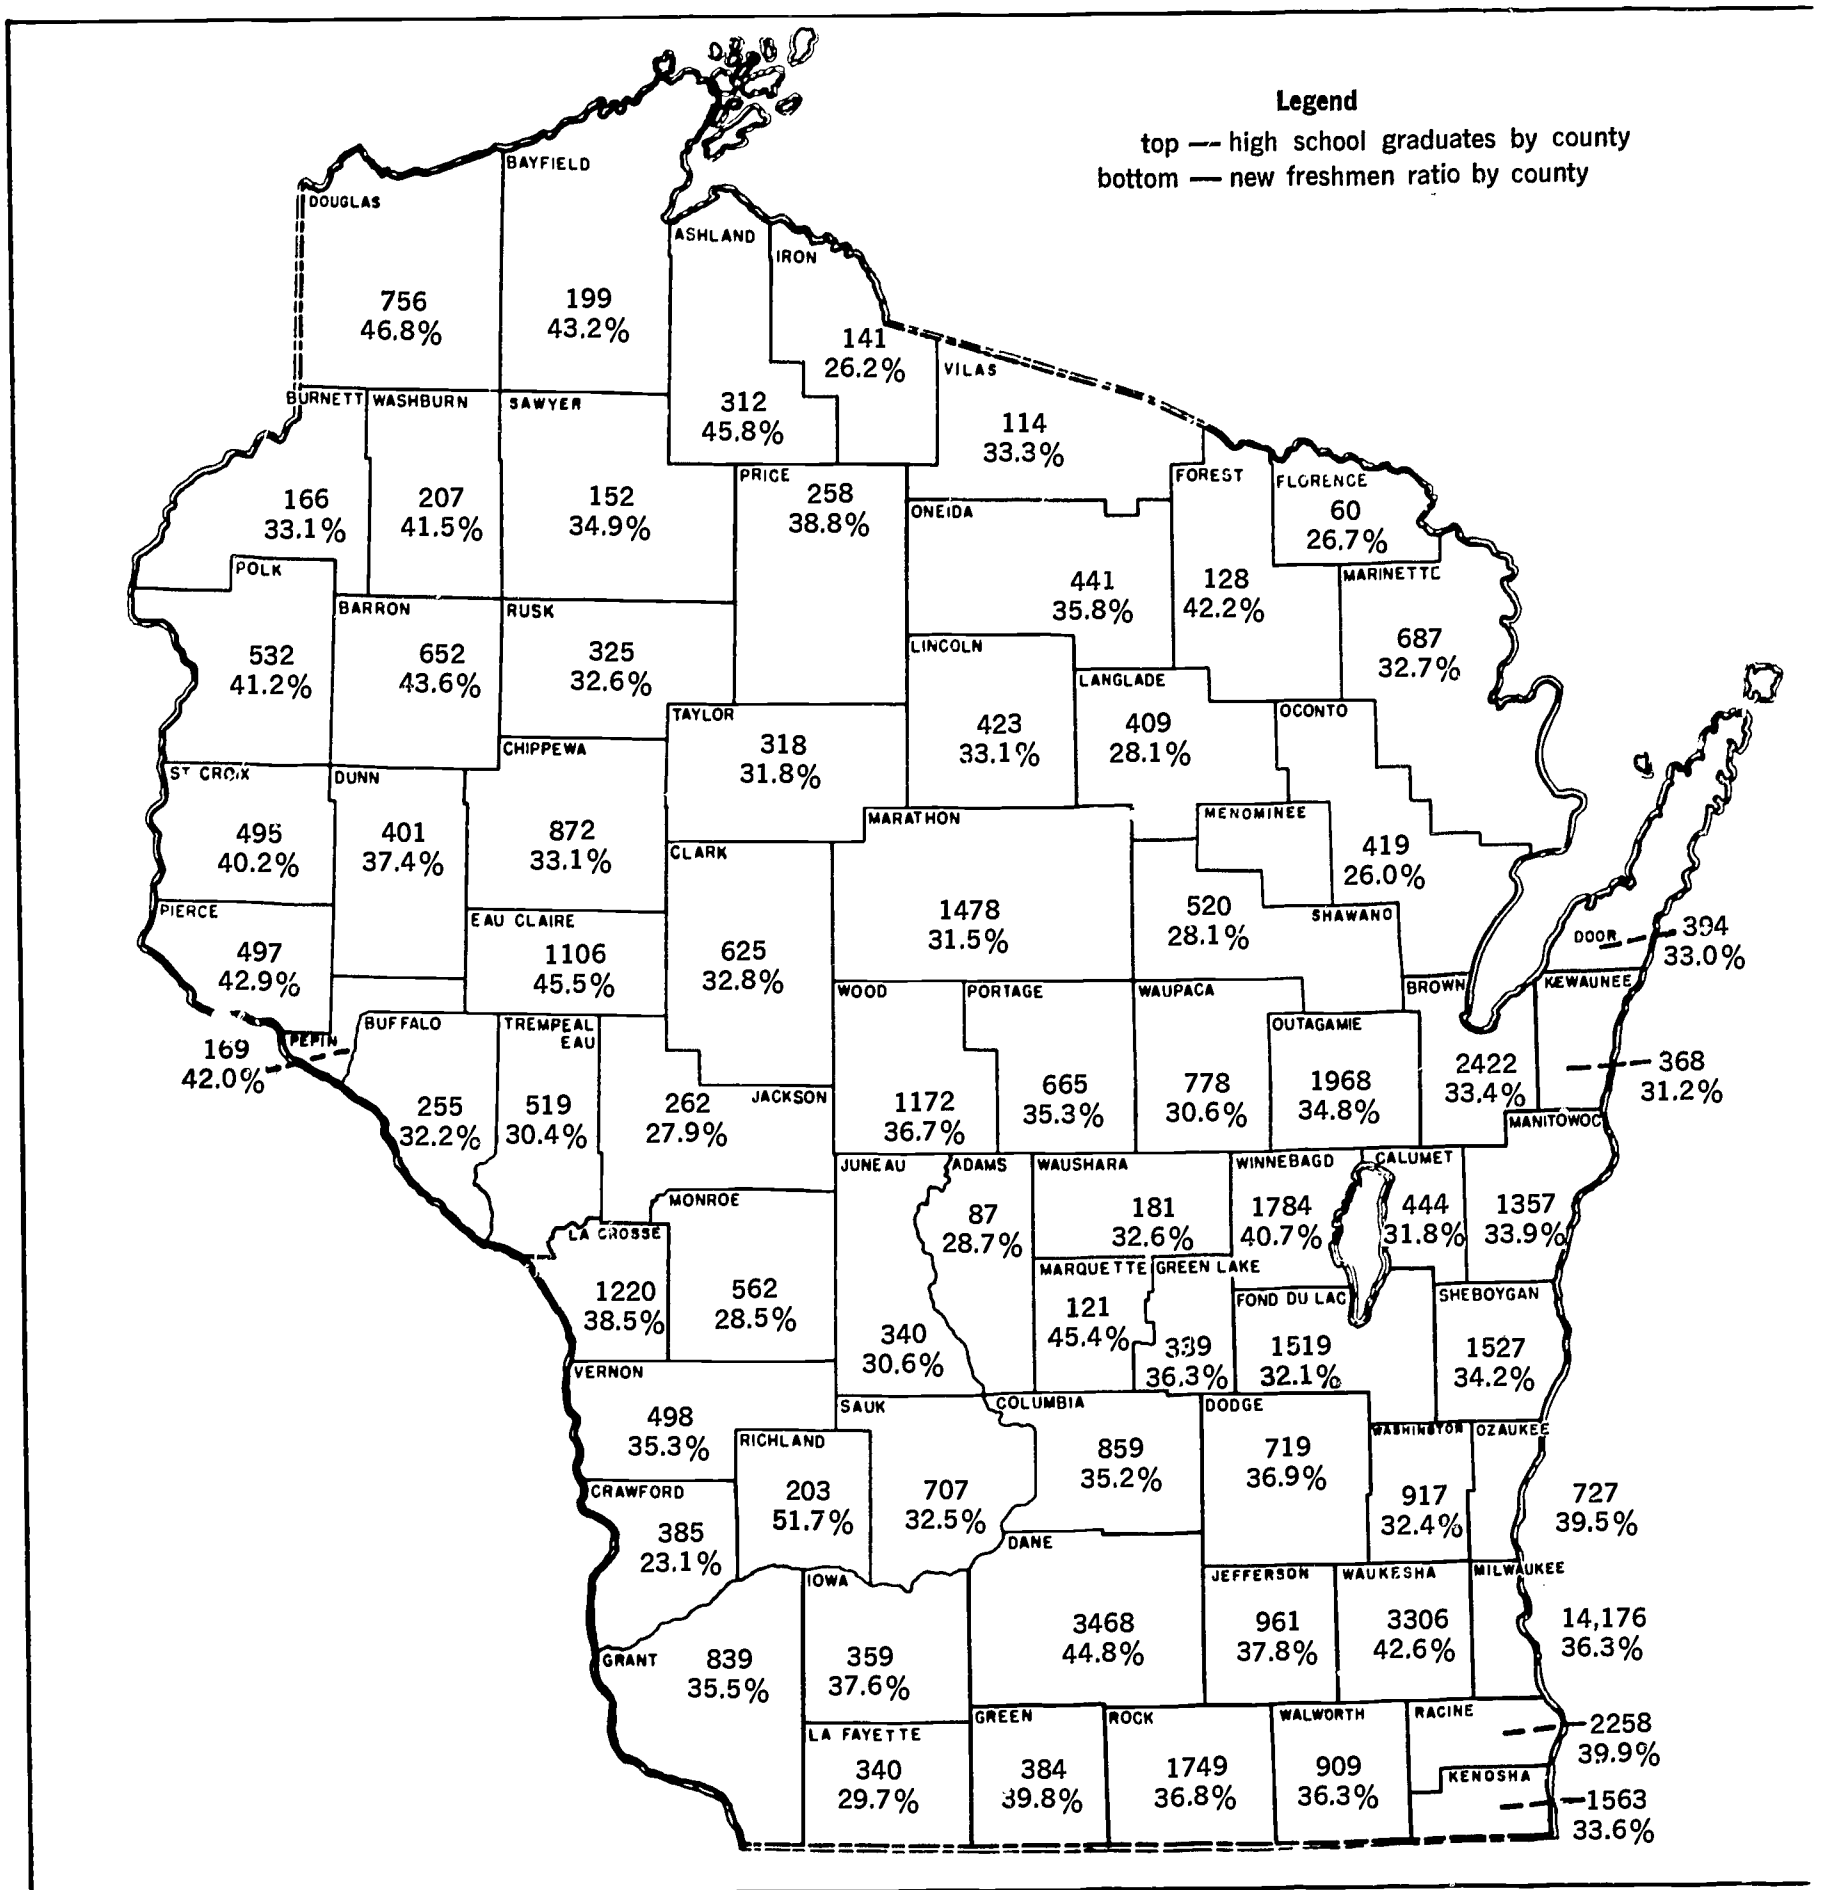 Legend
top — high school graduates by county
bottom — new freshmen ratio by county
DOUGLAS
756
46.8%
BAYFIELD
199
43.2%
ASHLAND
312
45.8%
IRON
141
26.2%
VILAS
114
33.3%
BURNETT
166
33.1%
WASHBURN
207
41.5%
SAWYER
152
34.9%
PRICE
258
38.8%
ONEIDA
441
35.8%
FOREST
128
42.2%
FLORENCE
60
26.7%
MARINETTE
687
32.7%
POLK
532
41.2%
BARRON
652
43.6%
RUSK
325
32.6%
TAYLOR
318
31.8%
LINCOLN
423
33.1%
LANGLADE
409
28.1%
OCONTO
419
26.0%
ST CROIX
495
40.2%
DUNN
401
37.4%
CHIPPEWA
872
33.1%
CLARK
625
32.8%
MARATHON
1478
31.5%
MENOMINEE
SHAWANO
520
28.1%
DOOR
394
33.0%
PIERCE
497
42.9%
EAU CLAIRE
1106
45.5%
PEPIN
169
42.0%
BUFFALO
255
32.2%
TREMPEAL
EAU
519
30.4%
JACKSON
262
27.9%
WOOD
1172
36.7%
PORTAGE
665
35.3%
WAUPACA
778
30.6%
OUTAGAMIE
1968
34.8%
BROWN
2422
33.4%
KEWAUNEE
368
31.2%
MANITOWOC
1357
33.9%
LA CROSSE
1220
38.5%
MONROE
562
28.5%
JUNEAU
340
30.6%
ADAMS
87
28.7%
WAUSHARA
181
32.6%
WINNEBAGO
1784
40.7%
CALUMET
444
31.8%
MARQUETTE
121
45.4%
GREEN LAKE
339
36.3%
FOND DU LAC
1519
32.1%
SHEBOYGAN
1527
34.2%
VERNON
498
35.3%
RICHLAND
203
51.7%
SAUK
707
32.5%
COLUMBIA
859
35.2%
DODGE
719
36.9%
WASHINGTON
917
32.4%
OZAUKEE
727
39.5%
CRAWFORD
385
23.1%
GRANT
839
35.5%
IOWA
359
37.6%
DANE
3468
44.8%
JEFFERSON
961
37.8%
WAUKESHA
3306
42.6%
MILWAUKEE
14,176
36.3%
LA FAYETTE
340
29.7%
GREEN
384
39.8%
ROCK
1749
36.8%
WALWORTH
909
36.3%
RACINE
2258
39.9%
KENOSHA
1563
33.6%